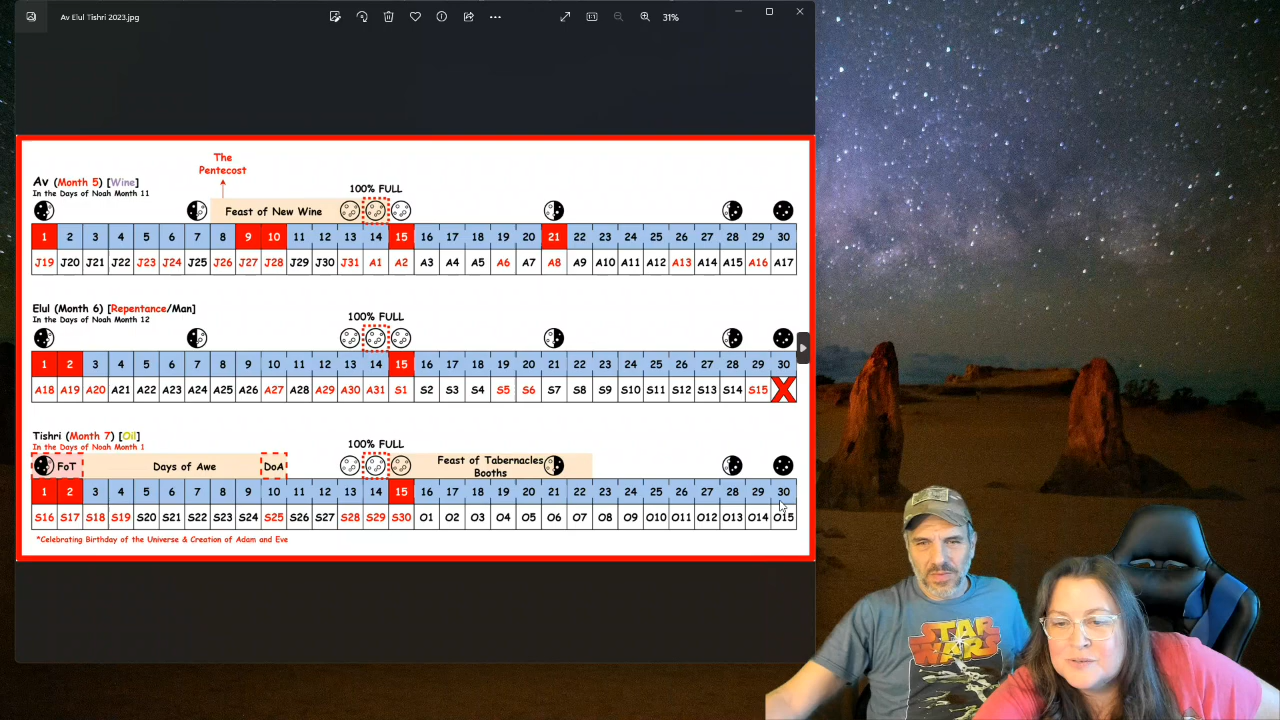 Av Elul Tishri 2023.jpg
31%
The
Pentecost
Av (Month 5) [Wine]
In the Days of Noah Month 11
100% FULL
Feast of New Wine
1 2 3 4 5 6 7 8 9 10 11 12 13 14 15 16 17 18 19 20 21 22 23 24 25 26 27 28 29 30
J19 J20 J21 J22 J23 J24 J25 J26 J27 J28 J29 J30 J31 A1 A2 A3 A4 A5 A6 A7 A8 A9 A10 A11 A12 A13 A14 A15 A16 A17
Elul (Month 6) [Repentance/Man]
In the Days of Noah Month 12
100% FULL
1 2 3 4 5 6 7 8 9 10 11 12 13 14 15 16 17 18 19 20 21 22 23 24 25 26 27 28 29 30
A18 A19 A20 A21 A22 A23 A24 A25 A26 A27 A28 A29 A30 A31 S1 S2 S3 S4 S5 S6 S7 S8 S9 S10 S11 S12 S13 S14 S15 X
Tishri (Month 7) [Oil]
In the Days of Noah Month 1
100% FULL
FoT Days of Awe DoA Feast of Tabernacles
Booths
1 2 3 4 5 6 7 8 9 10 11 12 13 14 15 16 17 18 19 20 21 22 23 24 25 26 27 28 29 30
S16 S17 S18 S19 S20 S21 S22 S23 S24 S25 S26 S27 S28 S29 S30 O1 O2 O3 O4 O5 O6 O7 O8 O9 O10 O11 O12 O13 O14 O15
*Celebrating Birthday of the Universe & Creation of Adam and Eve
STAR
WARS